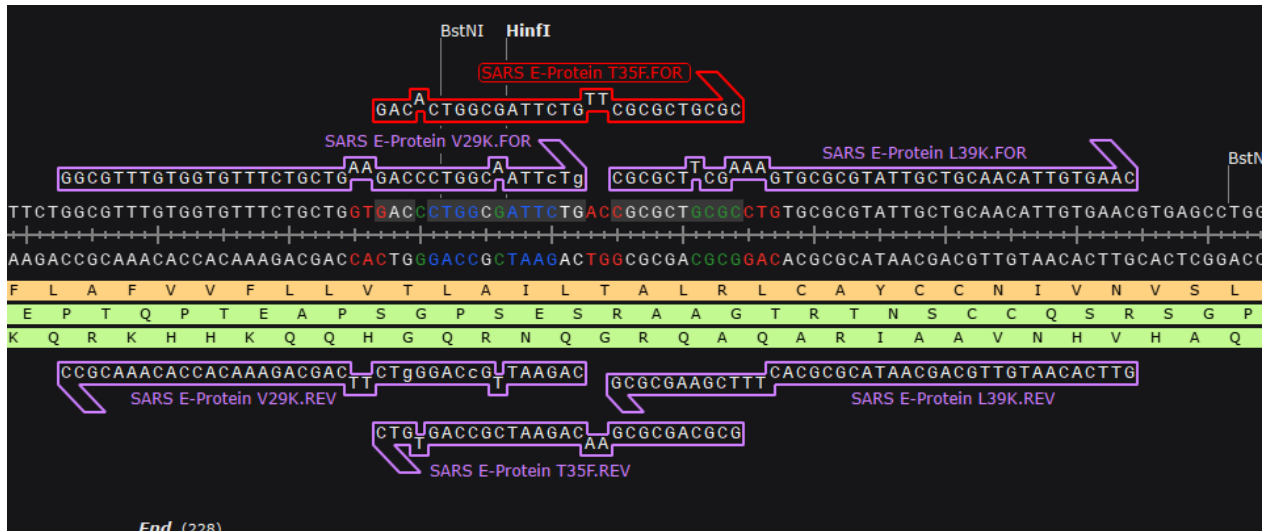 BstNI HinfI
SARS E-Protein T35F.FOR
GACACTGGCGATTCTGTTCGCGCTGCGC
SARS E-Protein V29K.FOR
SARS E-Protein L39K.FOR
BstN
GGCGTTTGTGGTGTTTCTGCTGAAGACCCTGGCAATTcTg CGCGCTTCGAAAGTGCGCGTATTGCTGCAACATTGTGAAC
TTCTGGCGTTTGTGGTGTTTCTGCTGGTGACCCTGGCGATTCTGACCGCGCTGCGCCTGTGCGCGTATTGCTGCAACATTGTGAACGTGAGCCTGG
AAGACCGCAAACACCACAAAGACGACCACTGGGACCGCTAAGACTGGCGCGACGCGGACACGCGCATAACGACGTTGTAACACTTGCACTCGGACC
F L A F V V F L L V T L A I L T A L R L C A Y C C N I V N V S L
E P T Q P T E A P S G P S E S R A A G T R T N S C C Q S R S G P
K Q R K H H K Q Q H G Q R N Q G R Q A Q A R I A A V N H V H A Q
CCGCAAACACCACAAAGACGACTTCTgGGACcGTTAAGAC GCGCGAAGCTTTCACGCGCATAACGACGTTGTAACACTTG
SARS E-Protein V29K.REV
SARS E-Protein L39K.REV
CTGTGACCGCTAAGACAAGCGCGACGCG
SARS E-Protein T35F.REV
End (228)